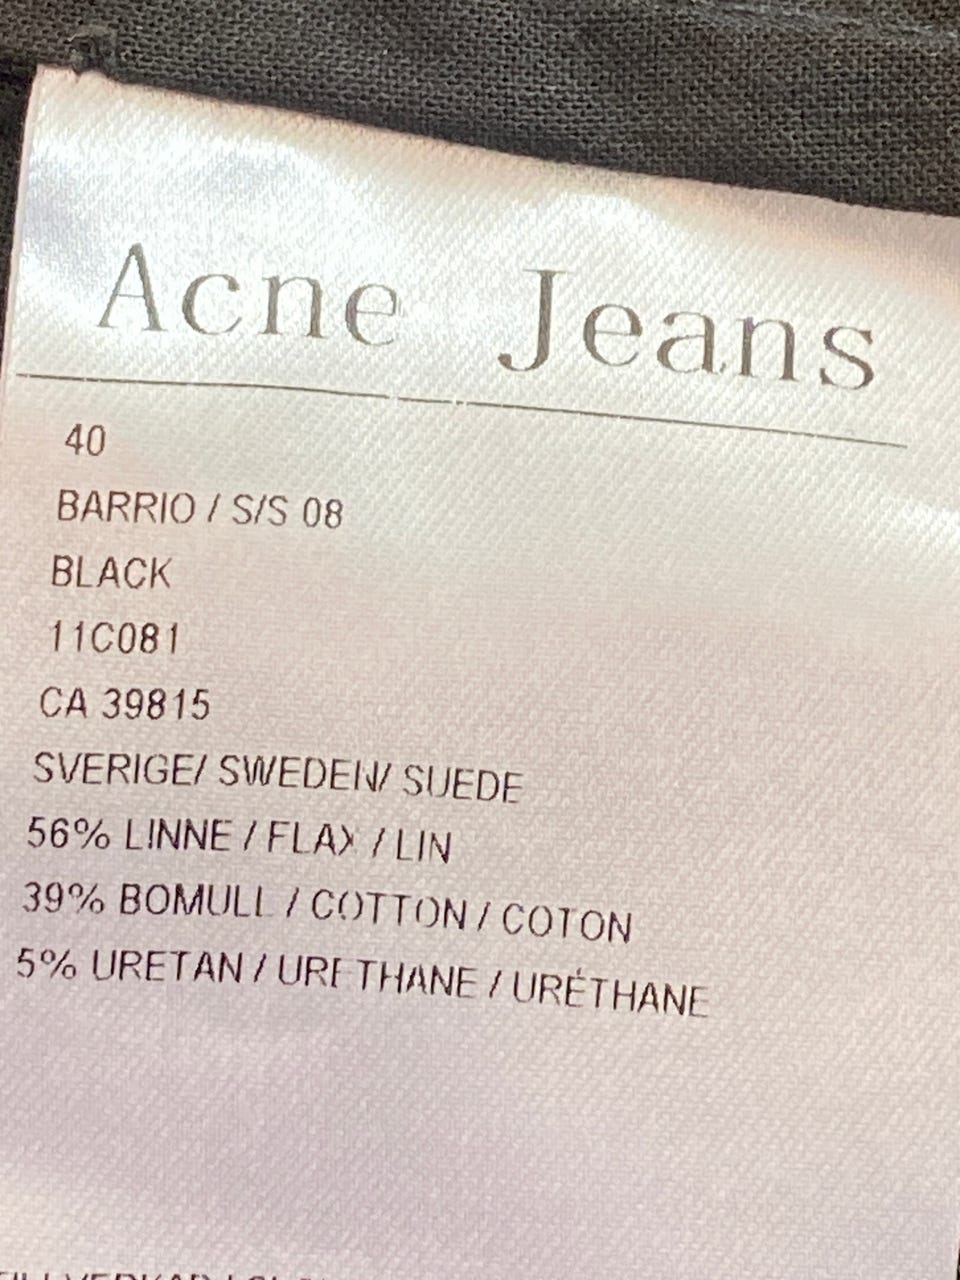 Acne Jeans
40
BARRIO / S/S 08
BLACK
11C081
CA 39815
SVERIGE/ SWEDEN/ SUEDE
56% LINNE / FLAX / LIN
39% BOMULL / COTTON / COTON
5% URETAN / URETHANE / URÉTHANE